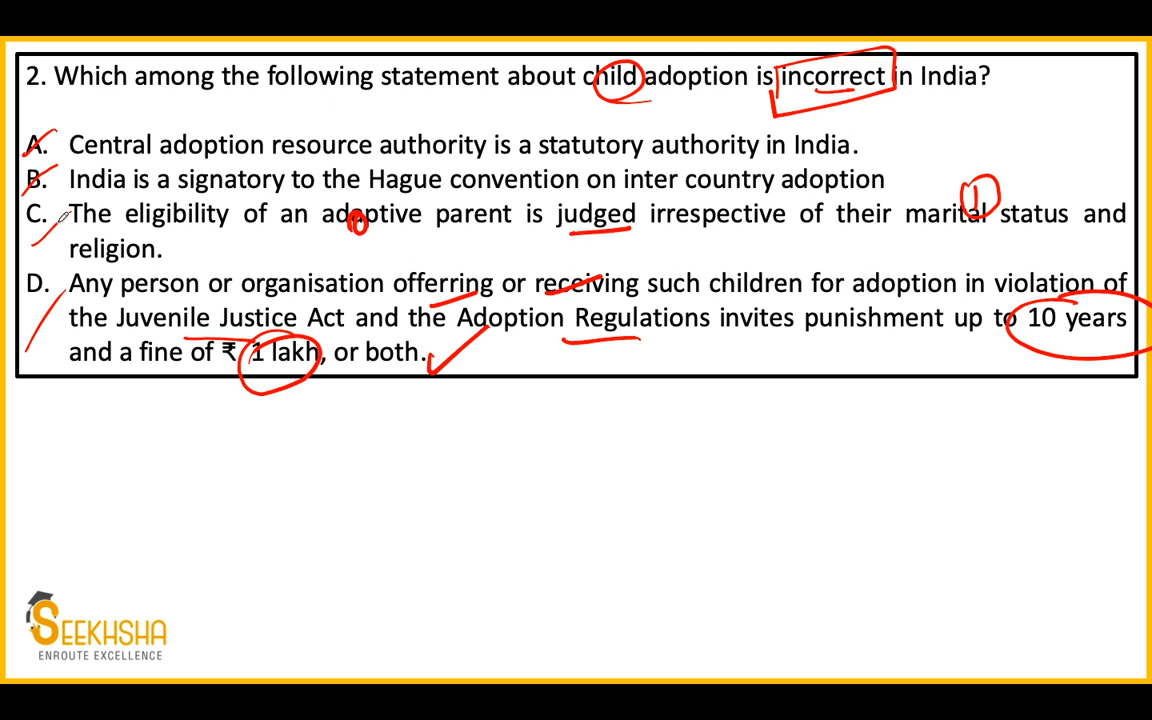 2. Which among the following statement about child adoption is incorrect in India?
A. Central adoption resource authority is a statutory authority in India.
B. India is a signatory to the Hague convention on inter country adoption
C. The eligibility of an adoptive parent is judged irrespective of their marital status and
religion.
D. Any person or organisation offering or receiving such children for adoption in violation of
the Juvenile Justice Act and the Adoption Regulations invites punishment up to 10 years
and a fine of ₹ 1 lakh, or both.
SEEKHSHA
ENROUTE EXCELLENCE